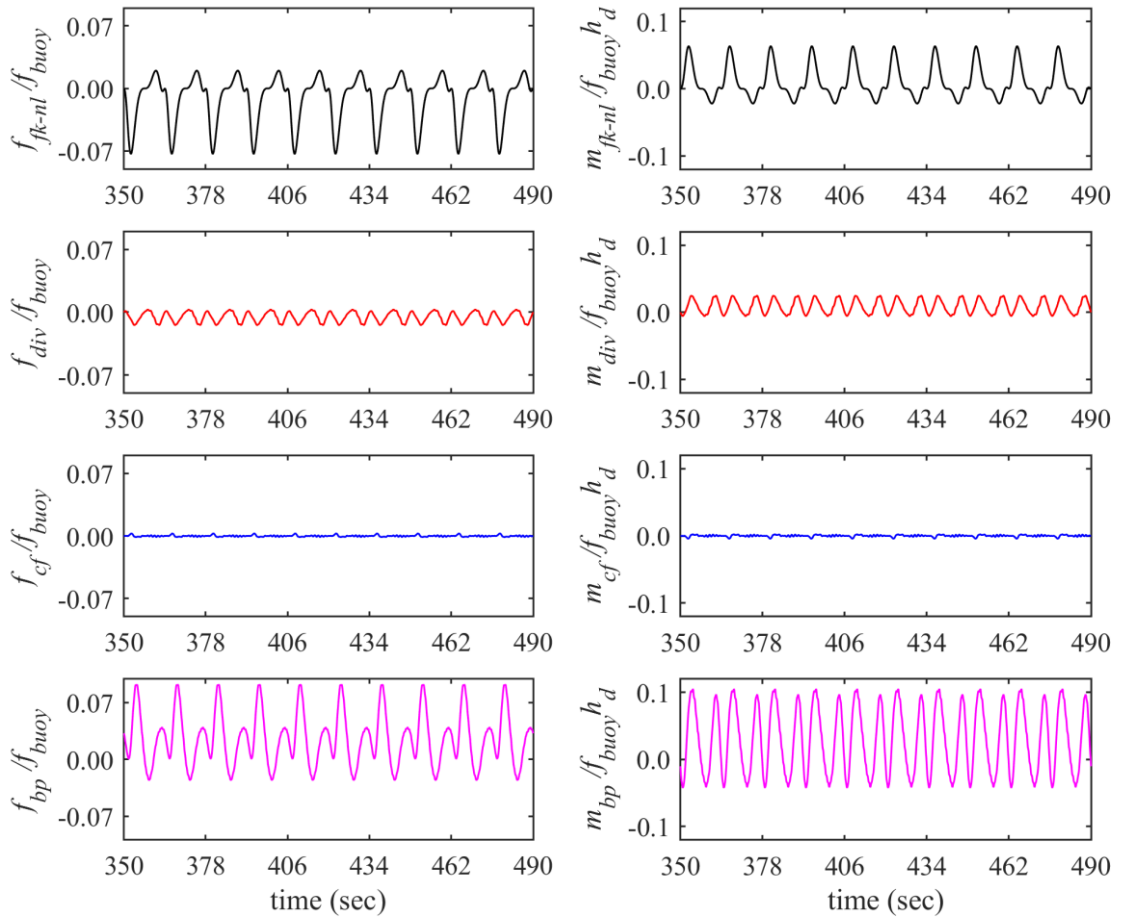 0.07
0.00
-0.07
f_fk-nl/f_buoy
350 378 406 434 462 490
0.1
0.0
-0.1
m_fk-nl/f_buoy h_d
350 378 406 434 462 490
0.07
0.00
-0.07
f_div/f_buoy
350 378 406 434 462 490
0.1
0.0
-0.1
m_div/f_buoy h_d
350 378 406 434 462 490
0.07
0.00
-0.07
f_cf/f_buoy
350 378 406 434 462 490
0.1
0.0
-0.1
m_cf/f_buoy h_d
350 378 406 434 462 490
0.07
0.00
-0.07
f_bp/f_buoy
350 378 406 434 462 490
time (sec)
0.1
0.0
-0.1
m_bp/f_buoy h_d
350 378 406 434 462 490
time (sec)